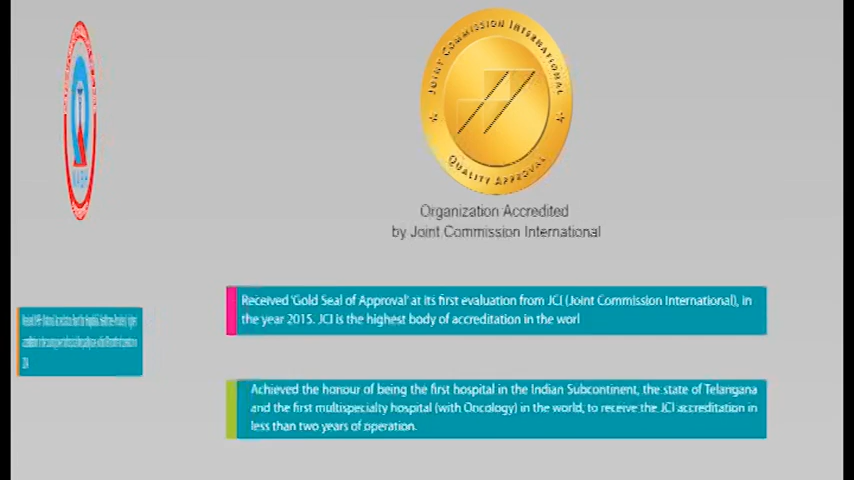 JOINT COMMISSION INTERNATIONAL
QUALITY APPROVAL
Organization Accredited
by Joint Commission International
Received 'Gold Seal of Approval' at its first evaluation from JCI (Joint Commission International), in
the year 2015. JCI is the highest body of accreditation in the worl
Achieved the honour of being the first hospital in the Indian Subcontinent, the state of Telangana
and the first multispecialty hospital (with Oncology) in the world, to receive the JCI accreditation in
less than two years of operation.